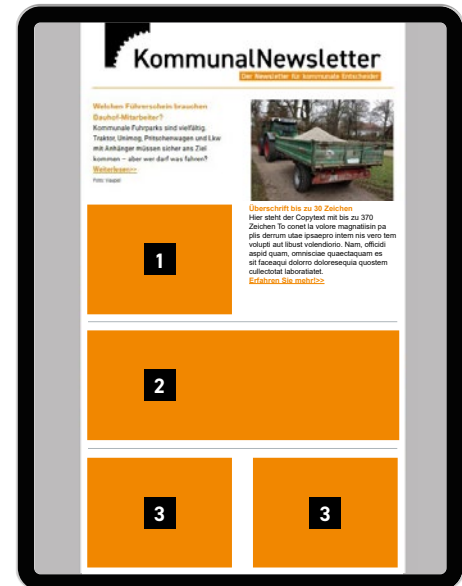 KommunalNewsletter
Der Newsletter für kommunale Entscheider
Welchen Führerschein brauchen
Bauhof-Mitarbeiter?
Kommunale Fuhrparks sind vielfältig.
Traktor, Unimog, Pritschenwagen und Lkw
mit Anhänger müssen sicher ans Ziel
kommen – aber wer darf was fahren?
Weiterlesen>>
Überschrift bis zu 30 Zeichen
Hier steht der Copytext mit bis zu 370
Zeichen To conet la volore magnatiisin pa
plis derrum utae ipsaepro intem nis vero tem
volupti aut libust volendiorio. Nam, officidi
aspid quam, omnisciae quaectaquam es
sit faceaqui dolorro doloresequia quostem
cullectotat laboratiatet.
Erfahren Sie mehr!>>
1
2
3
3